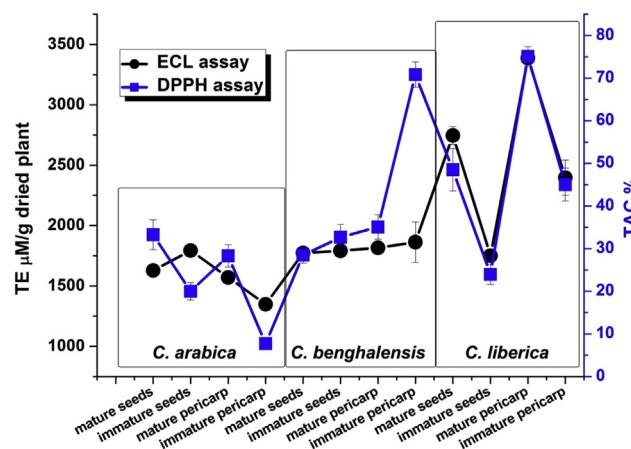 3500
3000
2500
2000
1500
1000
TE µM/g dried plant
ECL assay
DPPH assay
80
70
60
50
40
30
20
10
0
TAC %
C. arabica
C. benghalensis
C. liberica
mature seeds
immature seeds
mature pericarp
immature pericarp
mature seeds
immature seeds
mature pericarp
immature pericarp
mature seeds
immature seeds
mature pericarp
immature pericarp